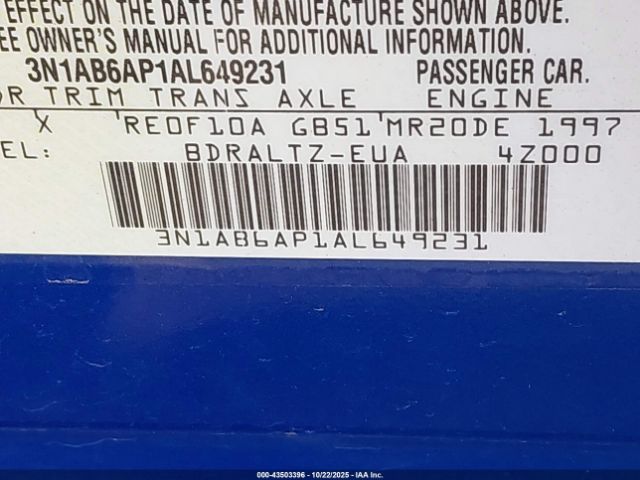 EFFECT ON THE DATE OF MANUFACTURE SHOWN ABOVE.
EE OWNER'S MANUAL FOR ADDITIONAL INFORMATION.
3N1AB6AP1AL649231 PASSENGER CAR.
OR TRIM TRANS AXLE ENGINE
X RE0F10A GB51 MR20DE 1997
EL: BDRALTZ-EUA 4Z000
3N1AB6AP1AL649231
000-43503396 - 10/22/2025 - IAA Inc.